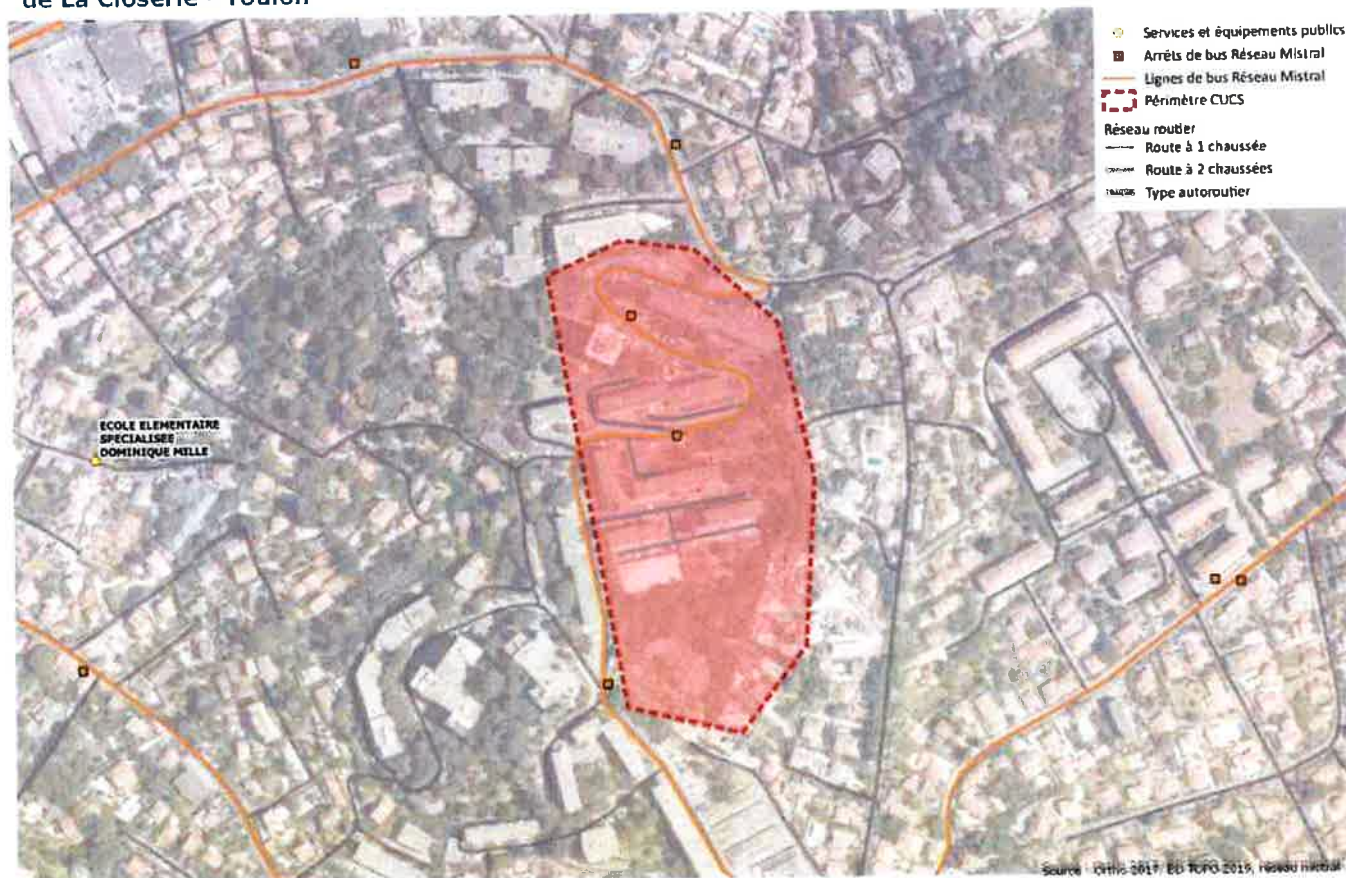 de La Closerie - Toulon
Services et équipements publics
Arrêts de bus Réseau Mistral
Lignes de bus Réseau Mistral
Périmètre CUCS
Réseau routier
Route à 1 chaussée
Route à 2 chaussées
Type autoroutier
ECOLE ELEMENTAIRE
SPECIALISEE
DOMINIQUE MILLE
Source : Ortho 2017, BD TOPO 2019, réseau mistral